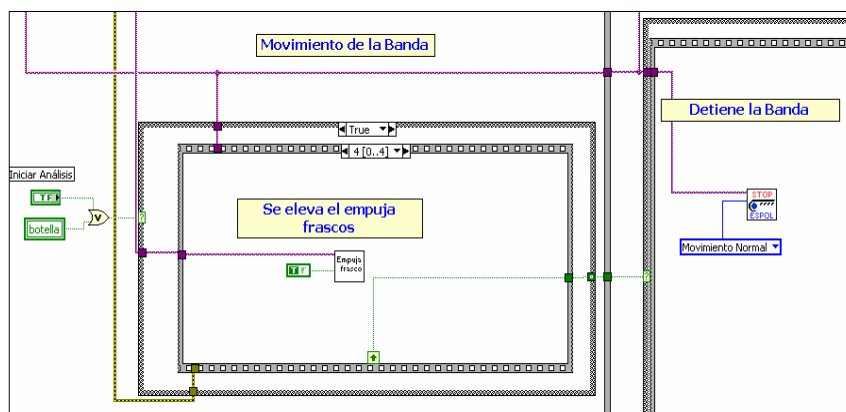 Movimiento de la Banda
True
4 [0..4]
Detiene la Banda
Iniciar Análisis
TF
V
botella
?
Se eleva el empuja
frascos
Empuja
frasco
T
?
STOP
ESPOL
Movimiento Normal